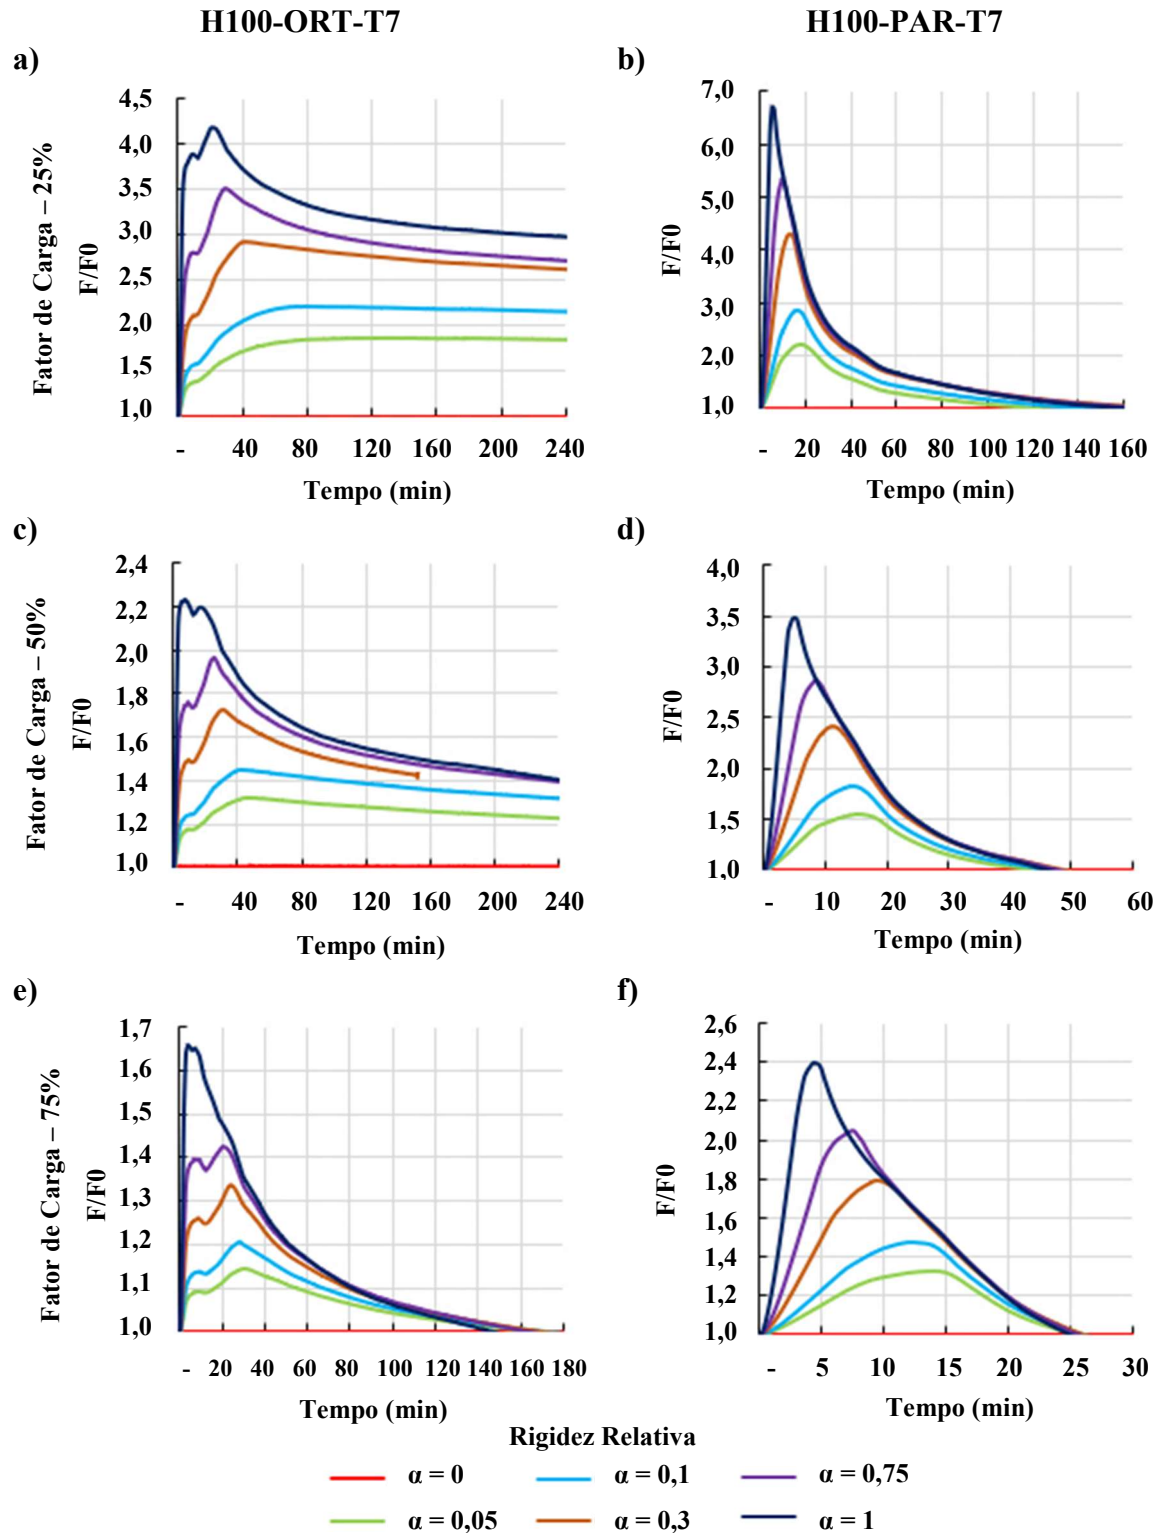 H100-ORT-T7
H100-PAR-T7
a)
Fator de Carga – 25%
F/F0
4,5
4,0
3,5
3,0
2,5
2,0
1,5
1,0
- 40 80 120 160 200 240
Tempo (min)
b)
F/F0
7,0
6,0
5,0
4,0
3,0
2,0
1,0
- 20 40 60 80 100 120 140 160
Tempo (min)
c)
Fator de Carga – 50%
F/F0
2,4
2,2
2,0
1,8
1,6
1,4
1,2
1,0
- 40 80 120 160 200 240
Tempo (min)
d)
F/F0
4,0
3,5
3,0
2,5
2,0
1,5
1,0
- 10 20 30 40 50 60
Tempo (min)
e)
Fator de Carga – 75%
F/F0
1,7
1,6
1,5
1,4
1,3
1,2
1,1
1,0
- 20 40 60 80 100 120 140 160 180
Tempo (min)
f)
F/F0
2,6
2,4
2,2
2,0
1,8
1,6
1,4
1,2
1,0
- 5 10 15 20 25 30
Tempo (min)
Rigidez Relativa
α = 0
α = 0,1
α = 0,75
α = 0,05
α = 0,3
α = 1